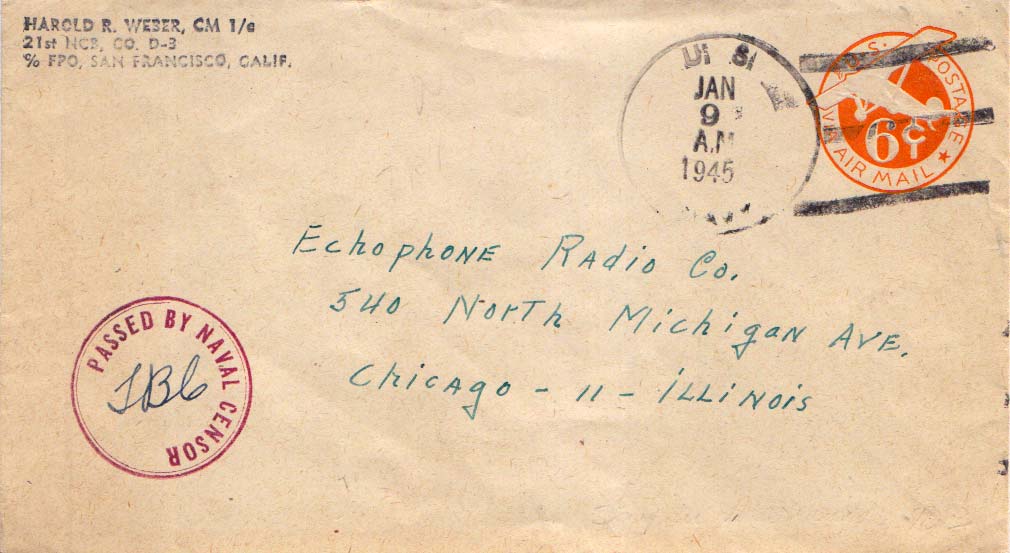 HAROLD R. WEBER, CM 1/c
21st NCB, CO. D-3
% FPO, SAN FRANCISCO, CALIF.
U. S.
JAN
9
A.M
1945
U.S. POSTAGE
6¢
VIA AIR MAIL
Echophone Radio Co.
540 North Michigan Ave.
Chicago - 11 - Illinois
PASSED BY NAVAL CENSOR